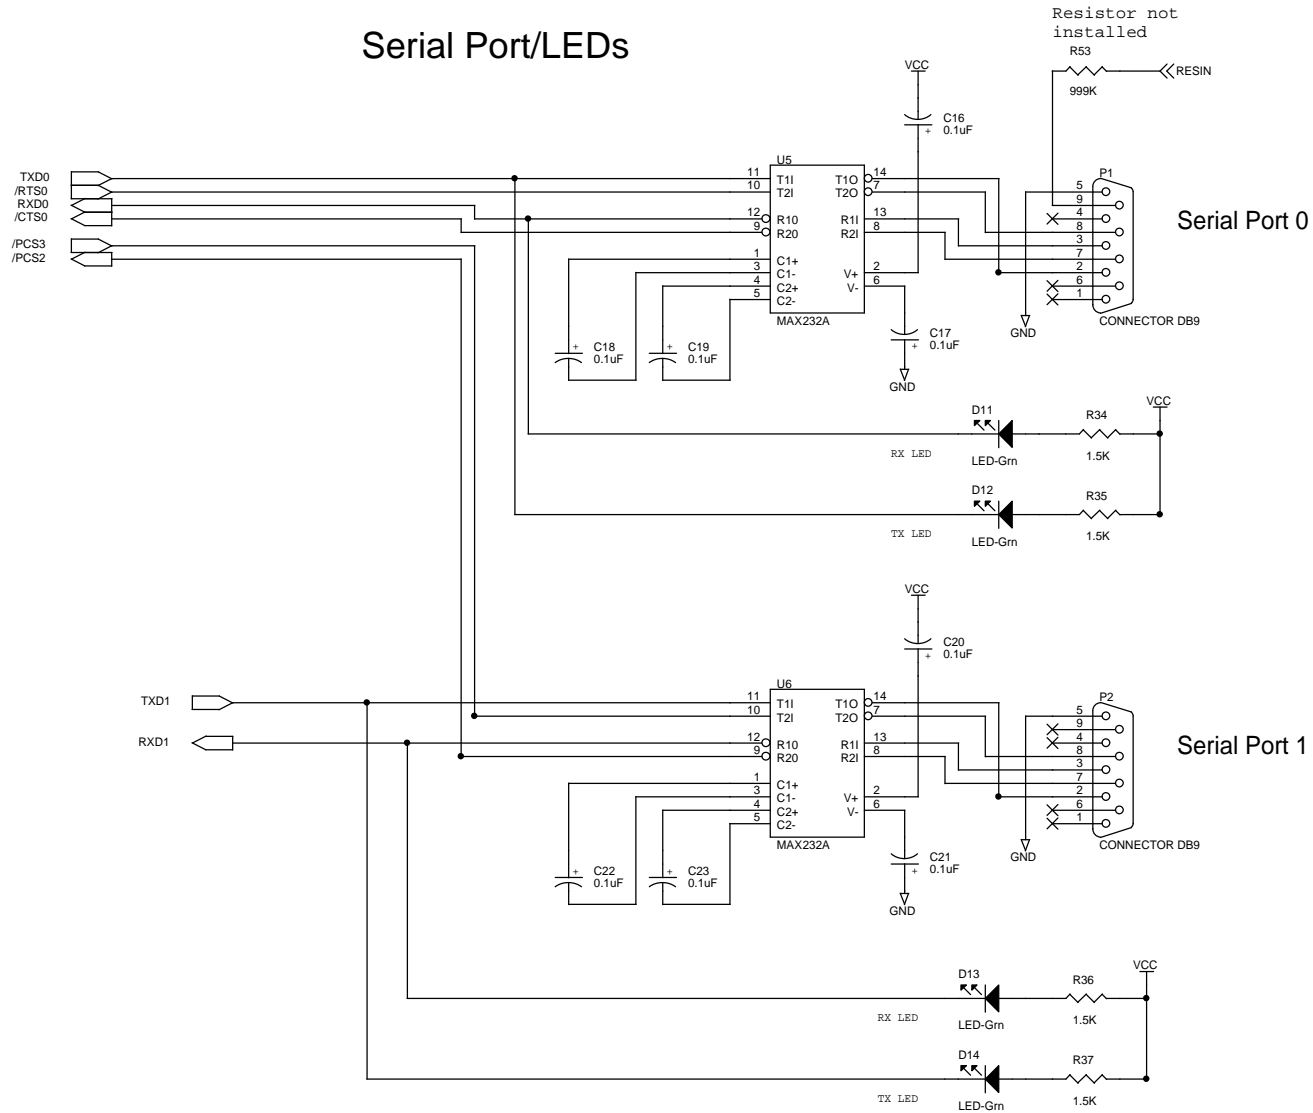 Serial Port/LEDs
Resistor not
installed
R53
999K
RESIN
VCC
C16
0.1uF
TXD0
/RTS0
RXD0
/CTS0
/PCS3
/PCS2
U5
11 T1I T1O 14
10 T2I T2O 7
12 R10 R1I 13
9 R20 R2I 8
1 C1+
3 C1- V+ 2
4 C2+ V- 6
5 C2-
MAX232A
P1
5
9
4
8
3
7
2
6
1
CONNECTOR DB9
Serial Port 0
GND
C17
0.1uF
GND
C18
0.1uF
C19
0.1uF
VCC
D11
R34
RX LED
LED-Grn
1.5K
D12
R35
TX LED
LED-Grn
1.5K
VCC
C20
0.1uF
TXD1
RXD1
U6
11 T1I T1O 14
10 T2I T2O 7
12 R10 R1I 13
9 R20 R2I 8
1 C1+
3 C1- V+ 2
4 C2+ V- 6
5 C2-
MAX232A
P2
5
9
4
8
3
7
2
6
1
CONNECTOR DB9
Serial Port 1
GND
C21
0.1uF
GND
C22
0.1uF
C23
0.1uF
VCC
D13
R36
RX LED
LED-Grn
1.5K
D14
R37
TX LED
LED-Grn
1.5K